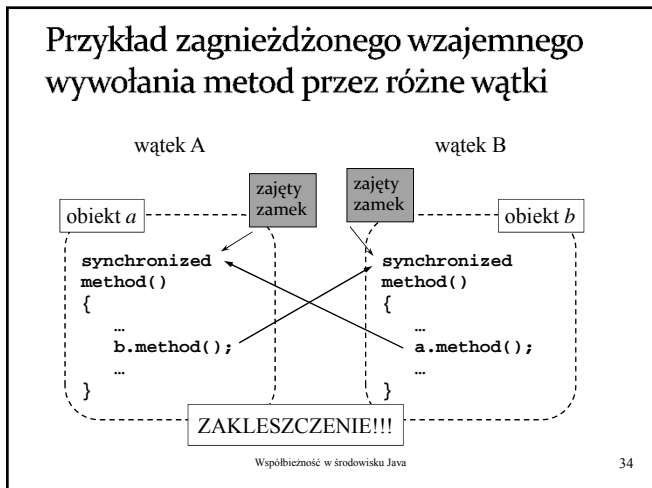 Przykład zagnieżdżonego wzajemnego
wywołania metod przez różne wątki
wątek A
wątek B
zajęty
zamek
zajęty
zamek
obiekt a
obiekt b
synchronized
method()
{
…
b.method();
…
}
synchronized
method()
{
…
a.method();
…
}
ZAKLESZCZENIE!!!
Współbieżność w środowisku Java
34